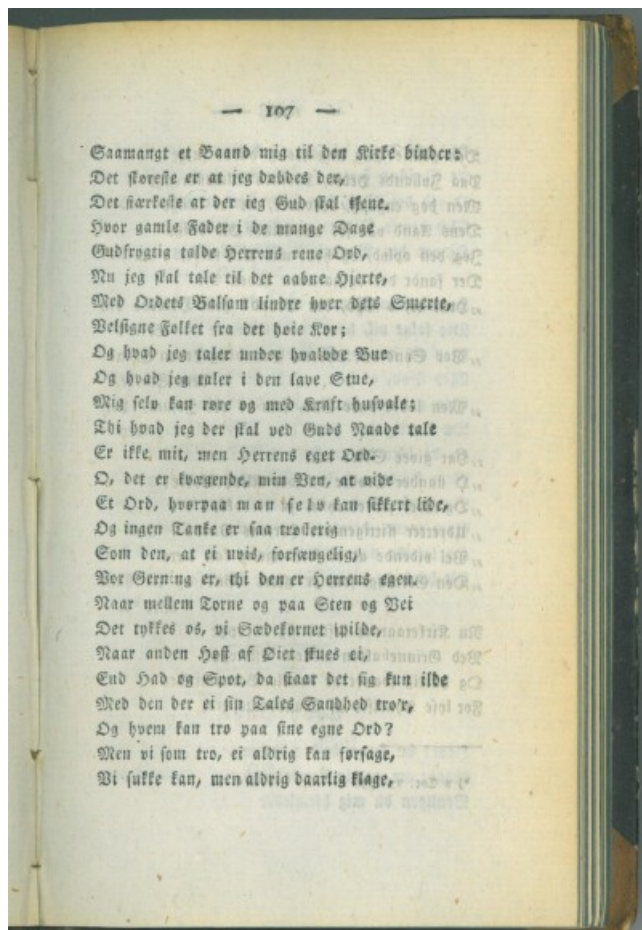 — 107 —
Saamangt et Baand mig til den Kirke binder:
Det største er at jeg døbdes der,
Det stærkeste at der jeg Gud skal tjene.
Hvor gamle Fader i de mange Dage
Gudfrygtig talde Herrens rene Ord,
Nu jeg skal tale til det aabne Hjerte,
Med Ordets Balsam lindre hver dets Smerte,
Velsigne Folket fra det høie Kor;
Og hvad jeg taler under hvalvde Bue
Og hvad jeg taler i den lave Stue,
Mig selv kan røre og med Kraft husvale;
Thi hvad jeg der skal ved Guds Naade tale
Er ikke mit, men Herrens eget Ord.
O, det er kvægende, min Ven, at vide
Et Ord, hvorpaa man selv kan sikkert lide,
Og ingen Tanke er saa trøsterig
Som den, at ei uvis, forfængelig,
Vor Gerning er, thi den er Herrens egen.
Naar mellem Torne og paa Sten og Vei
Det tykkes os, vi Sædekornet spilde,
Naar anden Høst af Øiet skues ei,
End Had og Spot, da staar det sig kun ilde
Med den der ei sin Tales Sandhed tro'r,
Og hvem kan tro paa sine egne Ord?
Men vi som tro, ei aldrig kan forsage,
Vi sukke kan, men aldrig daarlig klage,